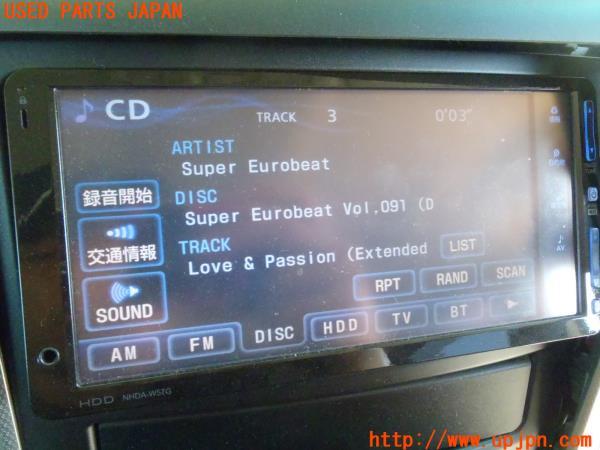 USED PARTS JAPAN
CD
TRACK 3 0'03"
ARTIST
Super Eurobeat
録音開始
DISC
Super Eurobeat Vol.091 (D
交通情報
TRACK
Love & Passion (Extended
LIST
SOUND
RPT RAND SCAN
AM FM DISC HDD TV BT
AV
HDD NHDA-W57G
http://www.upjpn.com/